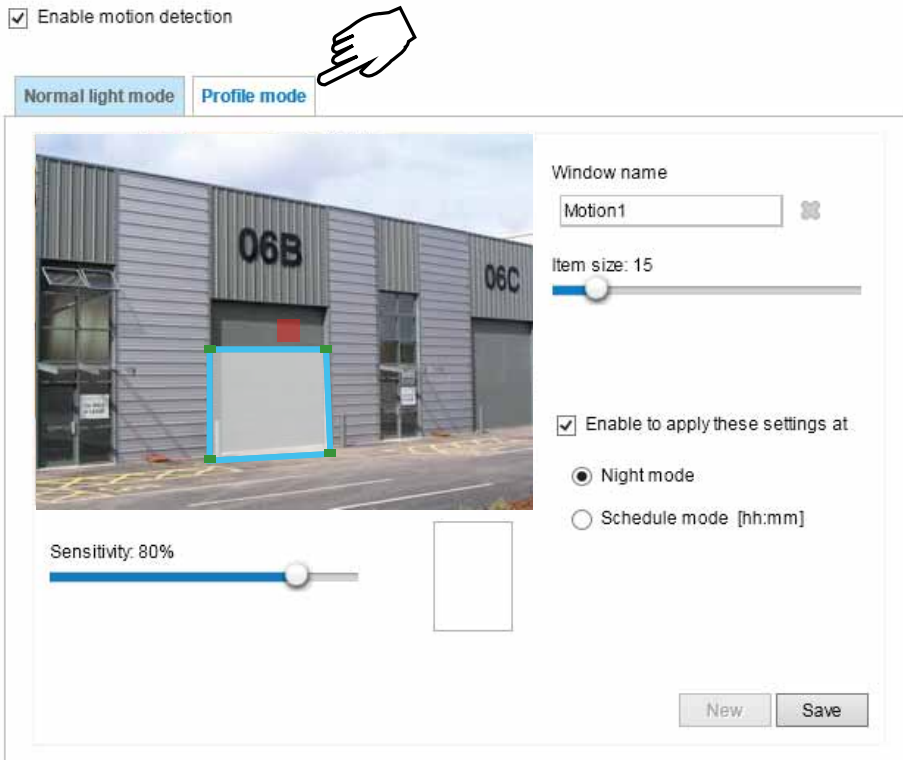 Enable motion detection
Normal light mode
Profile mode
Window name
Motion1
06B
Item size: 15
06C
Enable to apply these settings at
Night mode
Schedule mode [hh:mm]
Sensitivity: 80%
New
Save